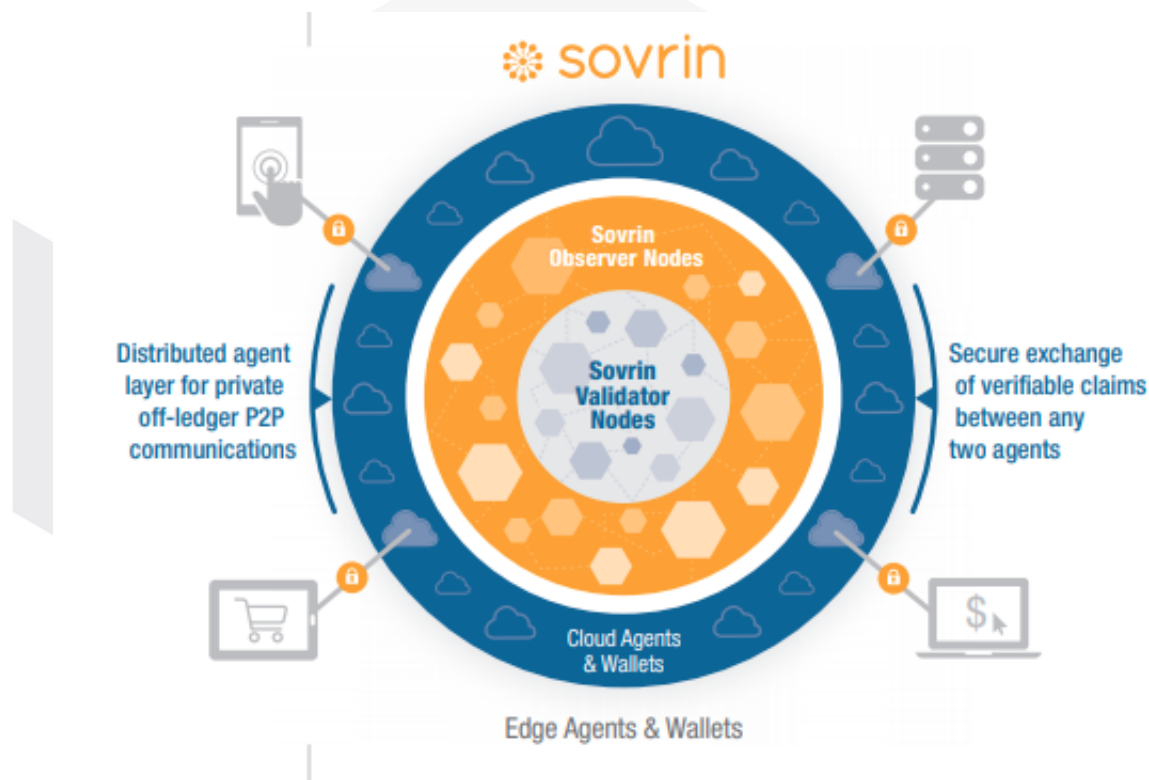 sovrin
Sovrin
Observer Nodes
Sovrin
Validator
Nodes
Distributed agent
layer for private
off-ledger P2P
communications
Secure exchange
of verifiable claims
between any
two agents
$
Cloud Agents
& Wallets
Edge Agents & Wallets